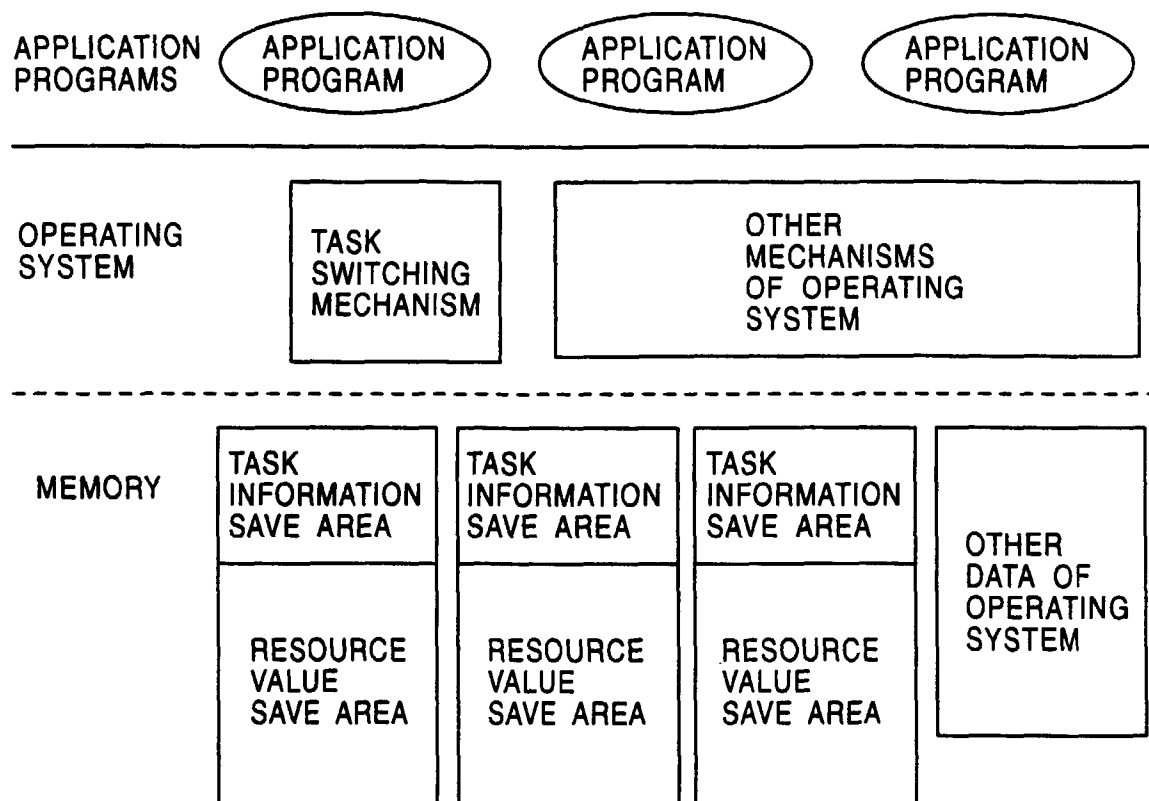 APPLICATION
PROGRAMS
APPLICATION
PROGRAM
APPLICATION
PROGRAM
APPLICATION
PROGRAM
OPERATING
SYSTEM
TASK
SWITCHING
MECHANISM
OTHER
MECHANISMS
OF OPERATING
SYSTEM
MEMORY
TASK
INFORMATION
SAVE AREA
RESOURCE
VALUE
SAVE AREA
TASK
INFORMATION
SAVE AREA
RESOURCE
VALUE
SAVE AREA
TASK
INFORMATION
SAVE AREA
RESOURCE
VALUE
SAVE AREA
OTHER
DATA OF
OPERATING
SYSTEM